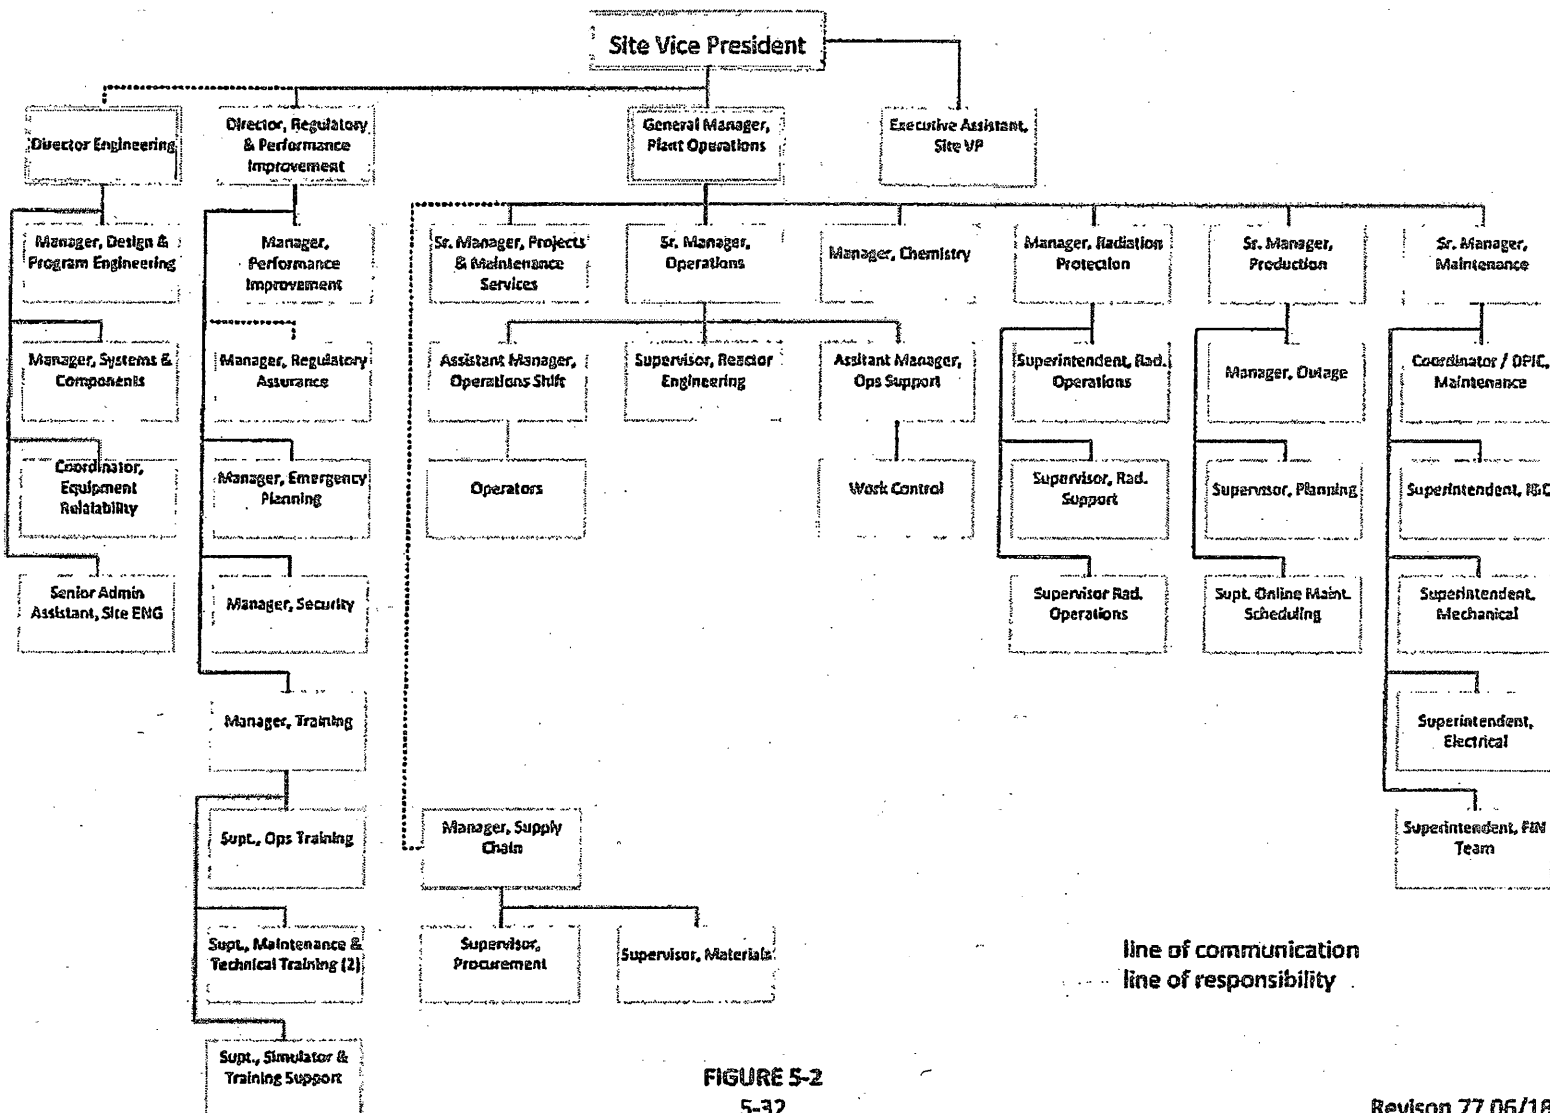 Site Vice President
Director Engineering
Director, Regulatory
& Performance
Improvement
General Manager,
Plant Operations
Executive Assistant,
Site VP
Manager, Design &
Program Engineering
Manager,
Performance
Improvement
Sr. Manager, Projects
& Maintenance
Services
Sr. Manager,
Operations
Manager, Chemistry
Manager, Radiation
Protection
Sr. Manager,
Production
Sr. Manager,
Maintenance
Manager, Systems &
Components
Manager, Regulatory
Assurance
Assistant Manager,
Operations Shift
Supervisor, Reactor
Engineering
Assitant Manager,
Ops Support
Superintendent, Rad.
Operations
Manager, Outage
Coordinator / DPIC,
Maintenance
Coordinator,
Equipment
Relatability
Manager, Emergency
Planning
Operators
Work Control
Supervisor, Rad.
Support
Supervisor, Planning
Superintendent, I&C
Senior Admin
Assistant, Site ENG
Manager, Security
Supervisor Rad.
Operations
Supt. Online Maint.
Scheduling
Superintendent,
Mechanical
Manager, Training
Superintendent,
Electrical
Supt., Ops Training
Manager, Supply
Chain
Superintendent, FIN
Team
Supt., Maintenance &
Technical Training (2)
Supervisor,
Procurement
Supervisor, Materials
line of communication
line of responsibility
Supt., Simulator &
Training Support
FIGURE 5-2
5-32
Revison 77 06/18